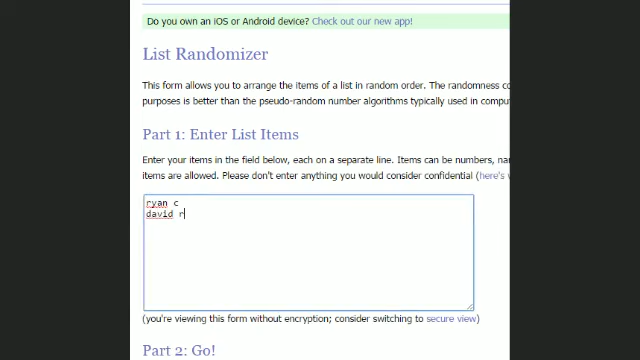 Do you own an iOS or Android device? Check out our new app!
List Randomizer
This form allows you to arrange the items of a list in random order. The randomness co
purposes is better than the pseudo-random number algorithms typically used in compu
Part 1: Enter List Items
Enter your items in the field below, each on a separate line. Items can be numbers, nar
items are allowed. Please don't enter anything you would consider confidential (here's v
ryan c
david r
(you're viewing this form without encryption; consider switching to secure view)
Part 2: Go!